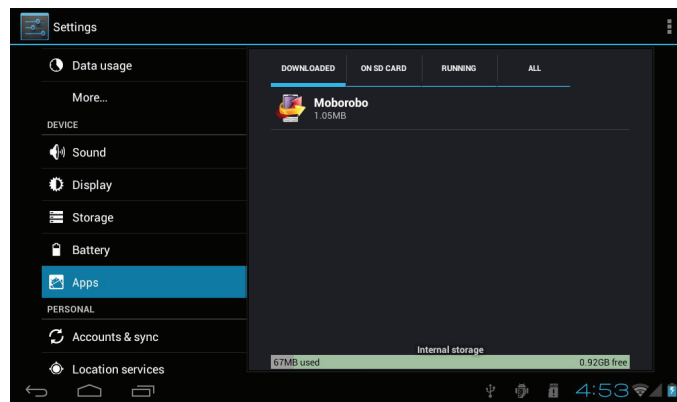 Settings
Data usage
More...
DEVICE
Sound
Display
Storage
Battery
Apps
PERSONAL
Accounts & sync
Location services
DOWNLOADED ON SD CARD RUNNING ALL
Moborobo
1.05MB
Internal storage
67MB used 0.92GB free
4:53